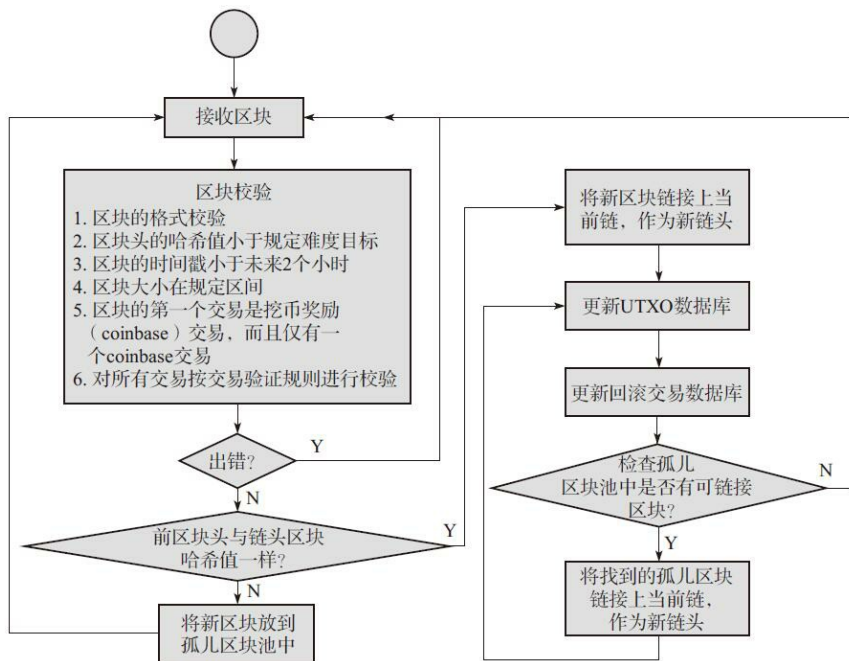 接收区块
区块校验
1. 区块的格式校验
2. 区块头的哈希值小于规定难度目标
3. 区块的时间戳小于未来2个小时
4. 区块大小在规定区间
5. 区块的第一个交易是挖币奖励
（coinbase）交易，而且仅有一
个coinbase交易
6. 对所有交易按交易验证规则进行校验
出错?
Y
N
前区块头与链头区块
哈希值一样?
Y
N
将新区块放到
孤儿区块池中
将新区块链接上当
前链，作为新链头
更新UTXO数据库
更新回滚交易数据库
检查孤儿
区块池中是否有可链接
区块?
N
Y
将找到的孤儿区块
链接上当前链，
作为新链头